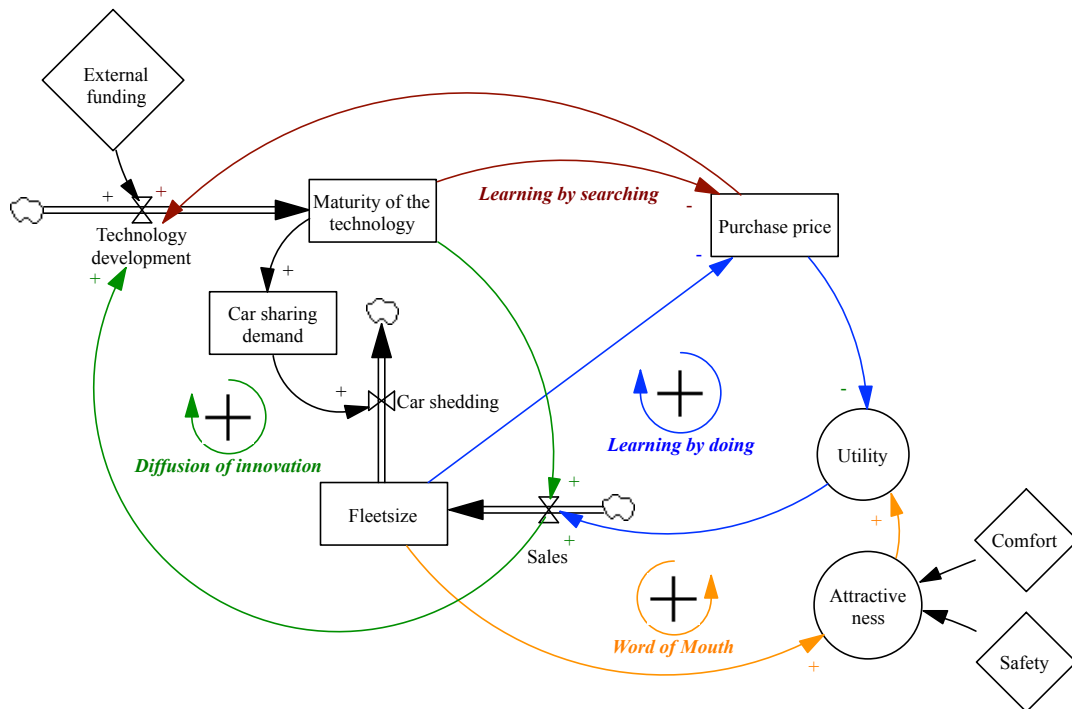 External
funding
+
+
Technology
development
+
Maturity of the
technology
Learning by searching
-
Purchase price
-
+
Car sharing
demand
+
Car shedding
+
Diffusion of innovation
+
Learning by doing
-
Utility
Fleetsize
+
+
Sales
+
Comfort
Attractive
ness
+
Word of Mouth
+
Safety